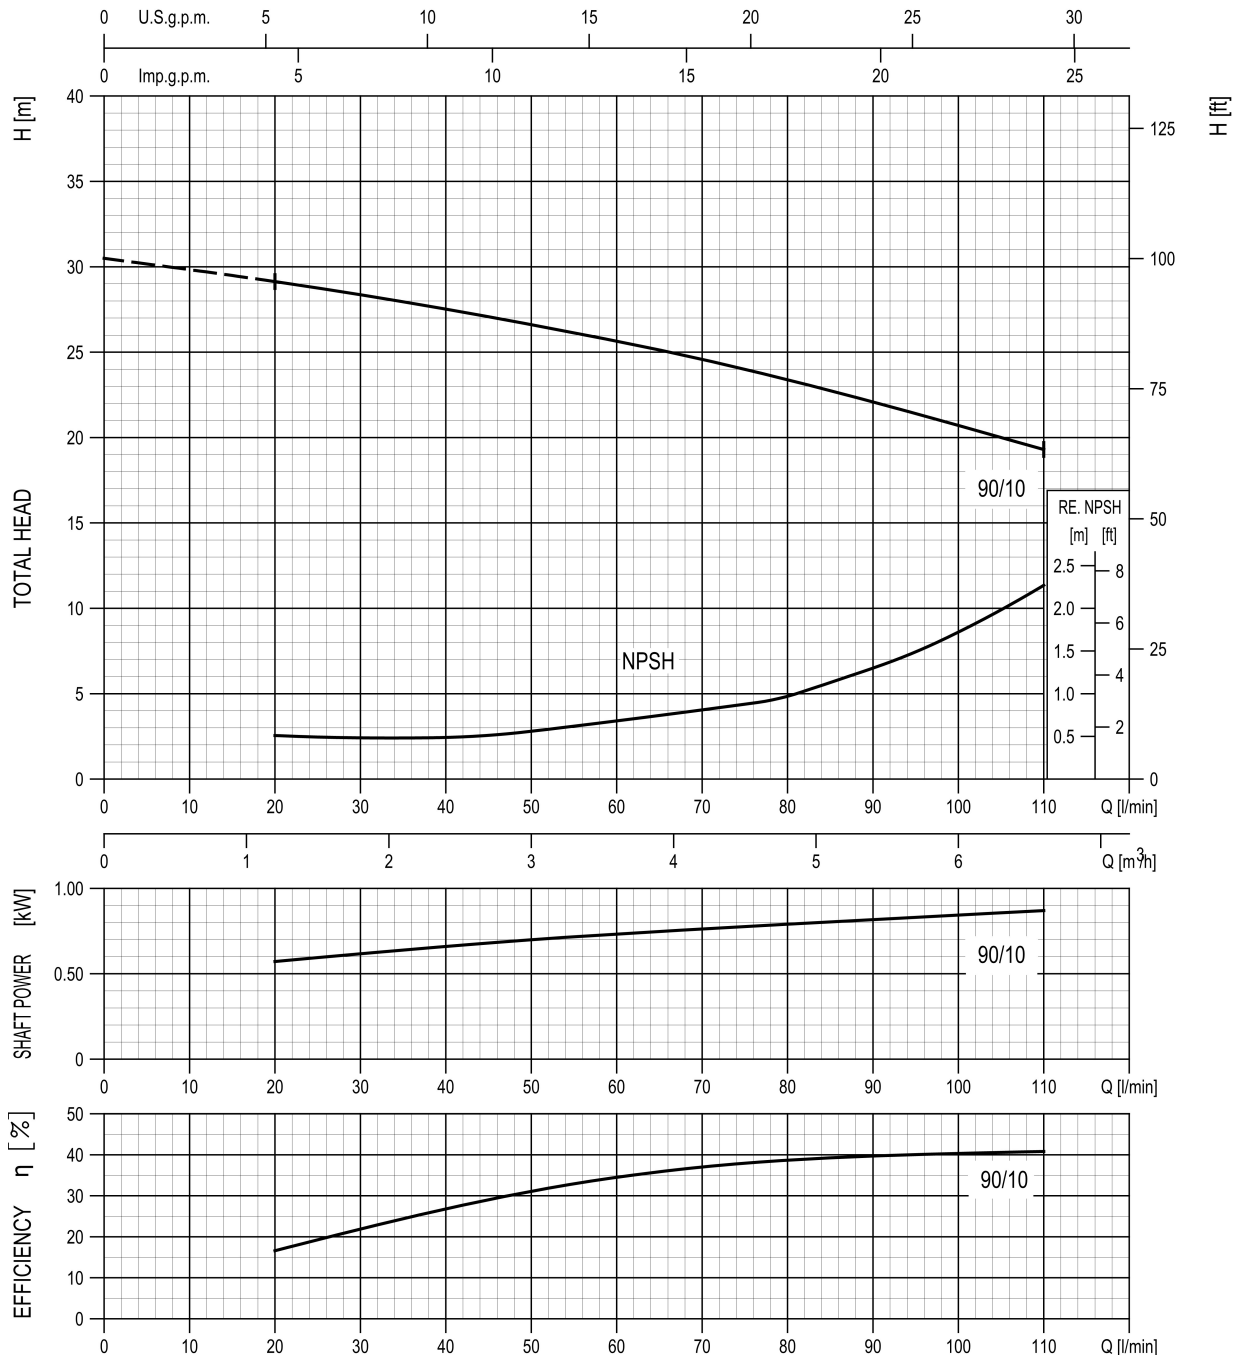 0 U.S.g.p.m. 5 10 15 20 25 30
0 Imp.g.p.m. 5 10 15 20 25
H [m]
H [ft]
40
35
30
25
20
15
10
5
0
125
100
75
50
25
0
TOTAL HEAD
90/10
NPSH
RE. NPSH
[m] [ft]
2.5
2.0
1.5
1.0
0.5
8
6
4
2
0 10 20 30 40 50 60 70 80 90 100 110 Q [l/min]
0 1 2 3 4 5 6 Q [m³h]
SHAFT POWER [kW]
1.00
0.50
0
90/10
0 10 20 30 40 50 60 70 80 90 100 110 Q [l/min]
EFFICIENCY η [%]
50
40
30
20
10
0
90/10
0 10 20 30 40 50 60 70 80 90 100 110 Q [l/min]